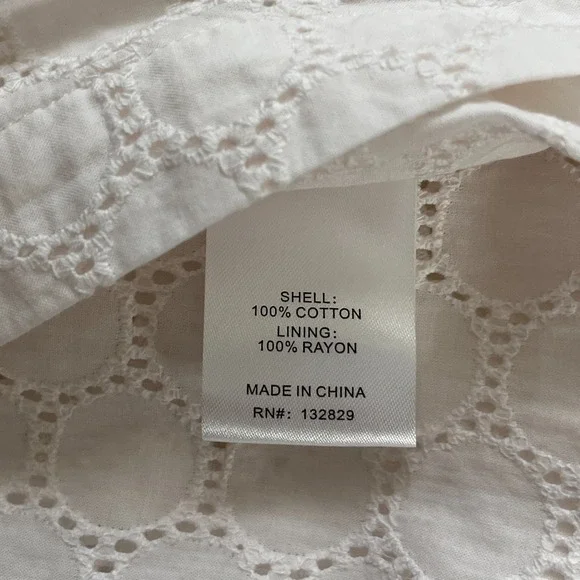 SHELL:
100% COTTON
LINING:
100% RAYON
MADE IN CHINA
RN#: 132829